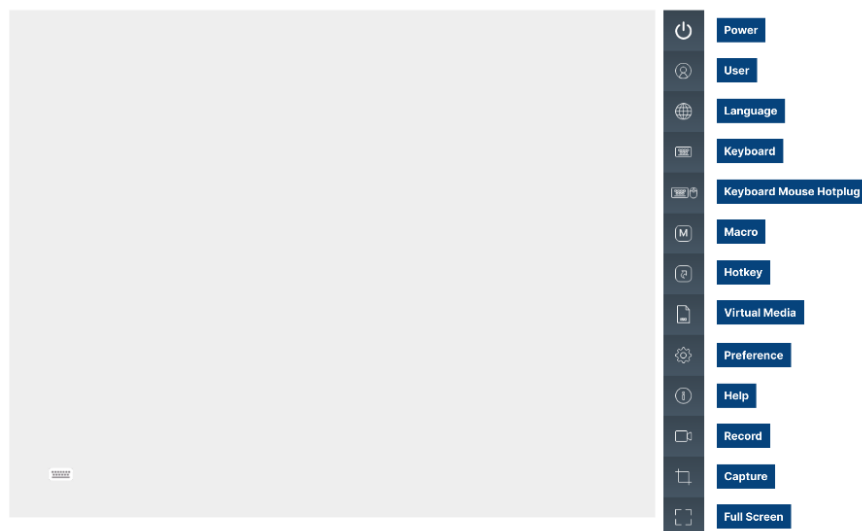 Power
User
Language
Keyboard
Keyboard Mouse Hotplug
M
Macro
Hotkey
Virtual Media
Preference
Help
Record
Capture
Full Screen